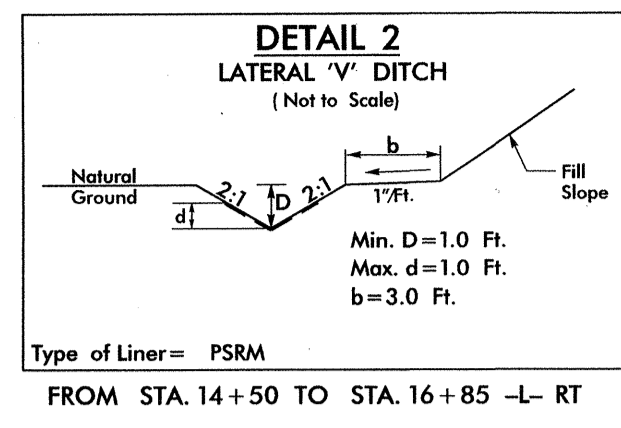 DETAIL 2
LATERAL 'V' DITCH
( Not to Scale)
b
Natural
Ground
2:1
D
2:1
d
1"/Ft.
Fill
Slope
Min. D=1.0 Ft.
Max. d=1.0 Ft.
b=3.0 Ft.
Type of Liner= PSRM
FROM STA. 14+50 TO STA. 16+85 -L- RT